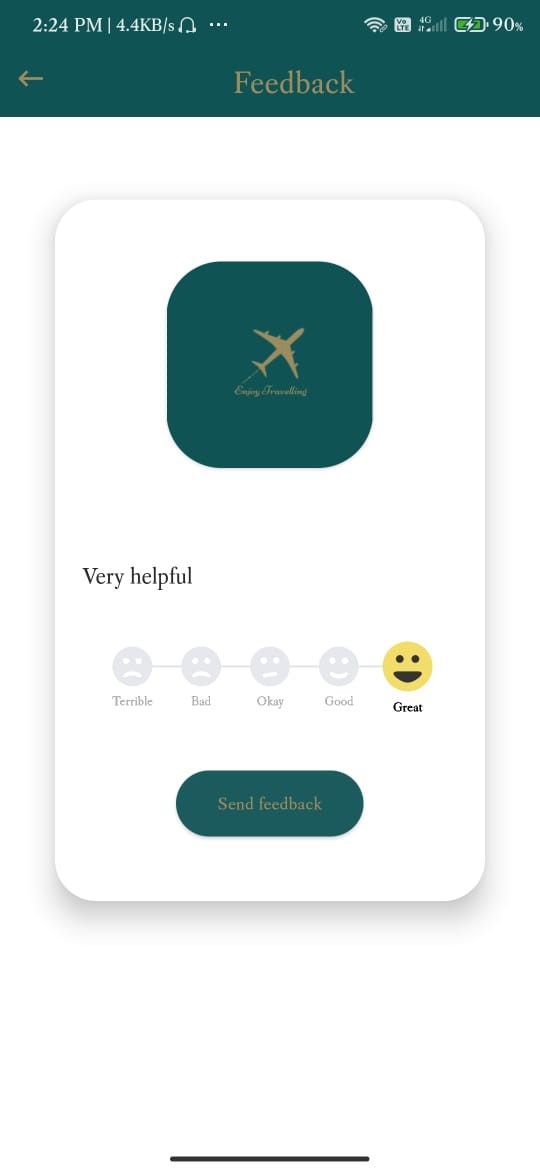 2:24 PM | 4.4KB/s ...
Vo LTE 4G 90%
Feedback
Enjoy Travelling
Very helpful
Terrible Bad Okay Good Great
Send feedback